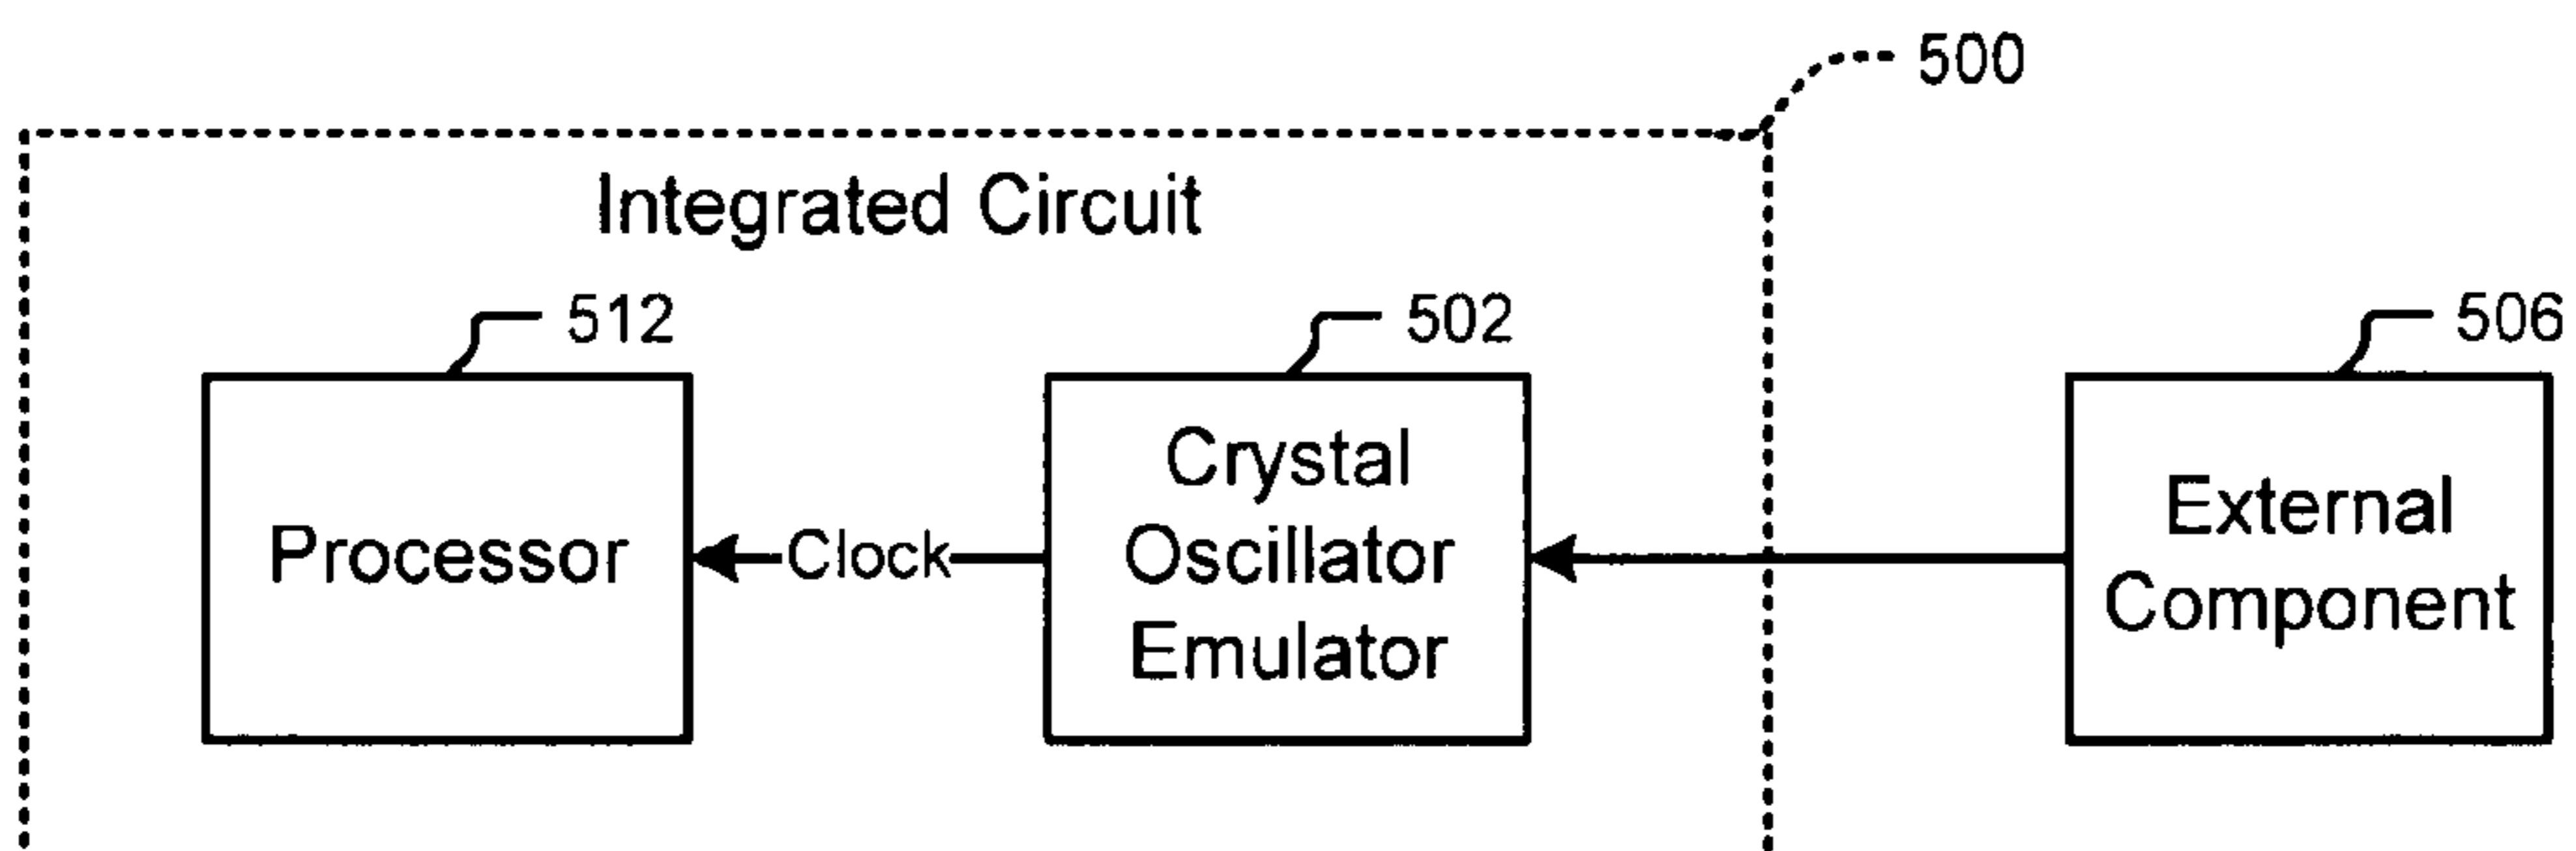 500
Integrated Circuit
512
502
506
Processor
Clock
Crystal
Oscillator
Emulator
External
Component